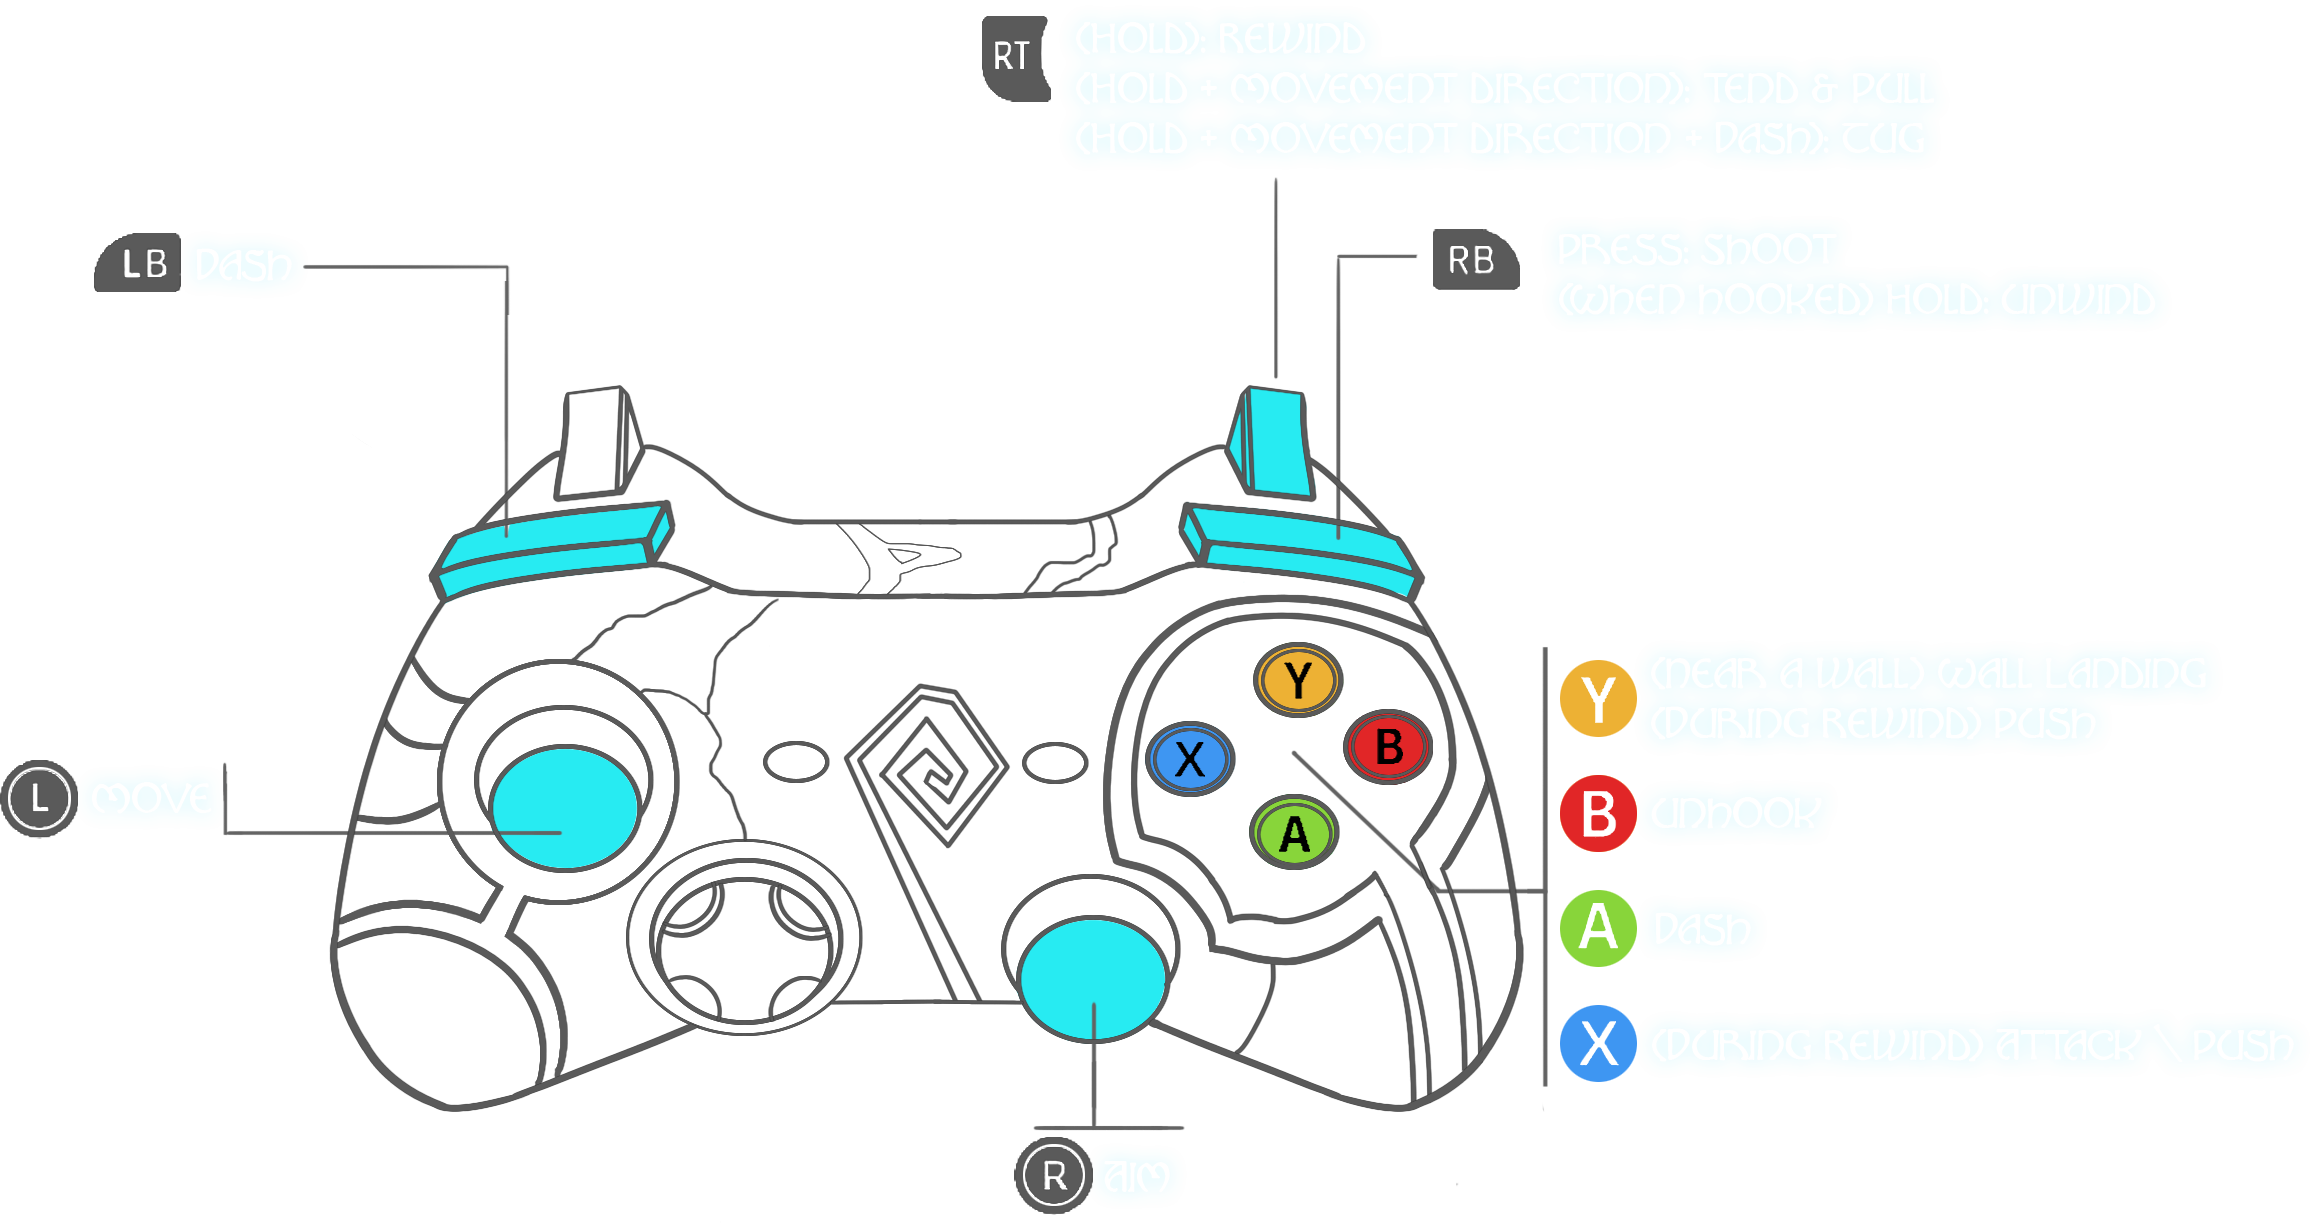 RT (HOLD): REWIND
(HOLD + MOVEMENT DIRECTION): TEND & PULL
(HOLD + MOVEMENT DIRECTION + DASH): TUG
LB DASH
RB PRESS: SHOOT
(WHEN HOOKED) HOLD: UNWIND
Y
X
B
A
Y (NEAR A WALL) WALL LANDING
(DURING REWIND) PUSH
L MOVE
B UNHOOK
A DASH
X (DURING REWIND) ATTACK \ PUSH
R AIM